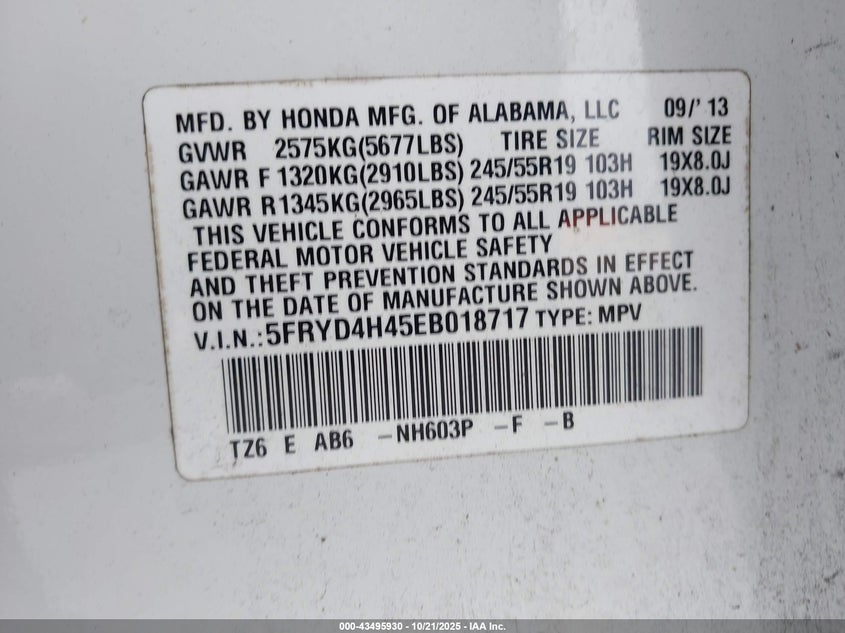 MFD. BY HONDA MFG. OF ALABAMA, LLC 09/' 13
GVWR 2575KG(5677LBS) TIRE SIZE RIM SIZE
GAWR F 1320KG(2910LBS) 245/55R19 103H 19X8.0J
GAWR R 1345KG(2965LBS) 245/55R19 103H 19X8.0J
THIS VEHICLE CONFORMS TO ALL APPLICABLE
FEDERAL MOTOR VEHICLE SAFETY
AND THEFT PREVENTION STANDARDS IN EFFECT
ON THE DATE OF MANUFACTURE SHOWN ABOVE.
V.I.N.:5FRYD4H45EB018717 TYPE: MPV
TZ6 E AB6 -NH603P -F -B
000-43495930 - 10/21/2025 - IAA Inc.